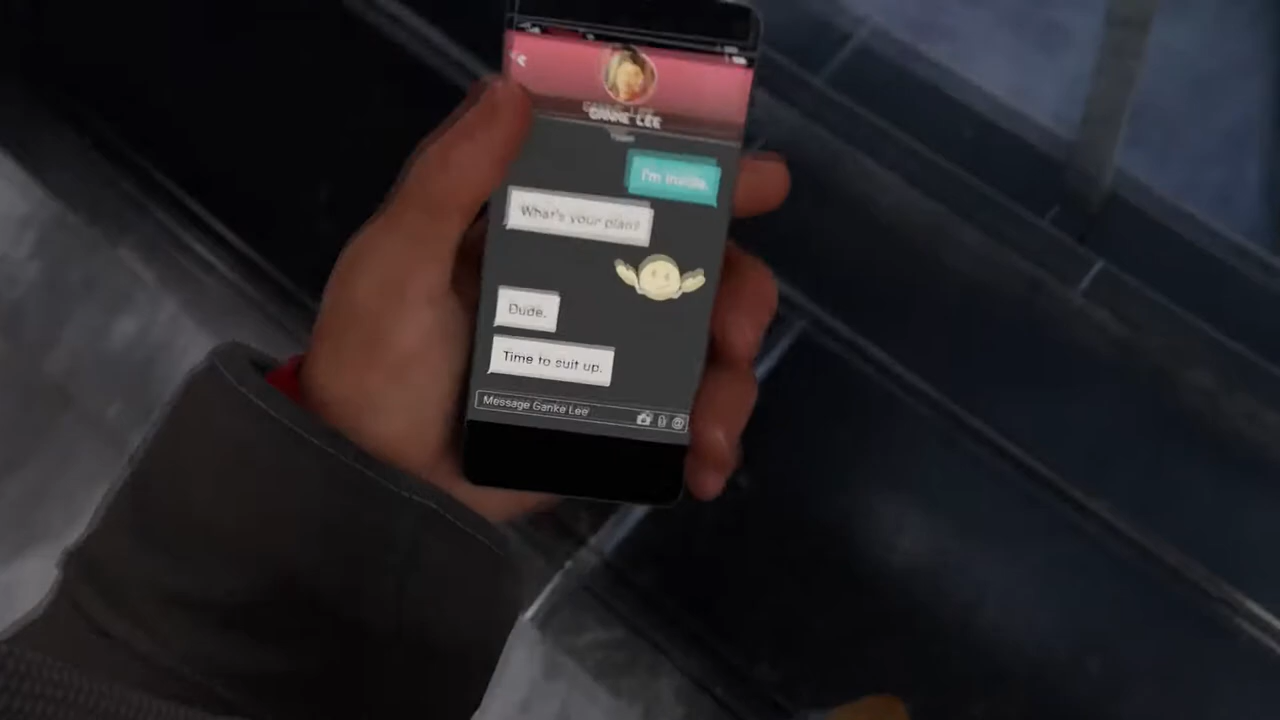 GANKE LEE
I'm inside.
What's your plan?
Dude.
Time to suit up.
Message Ganke Lee